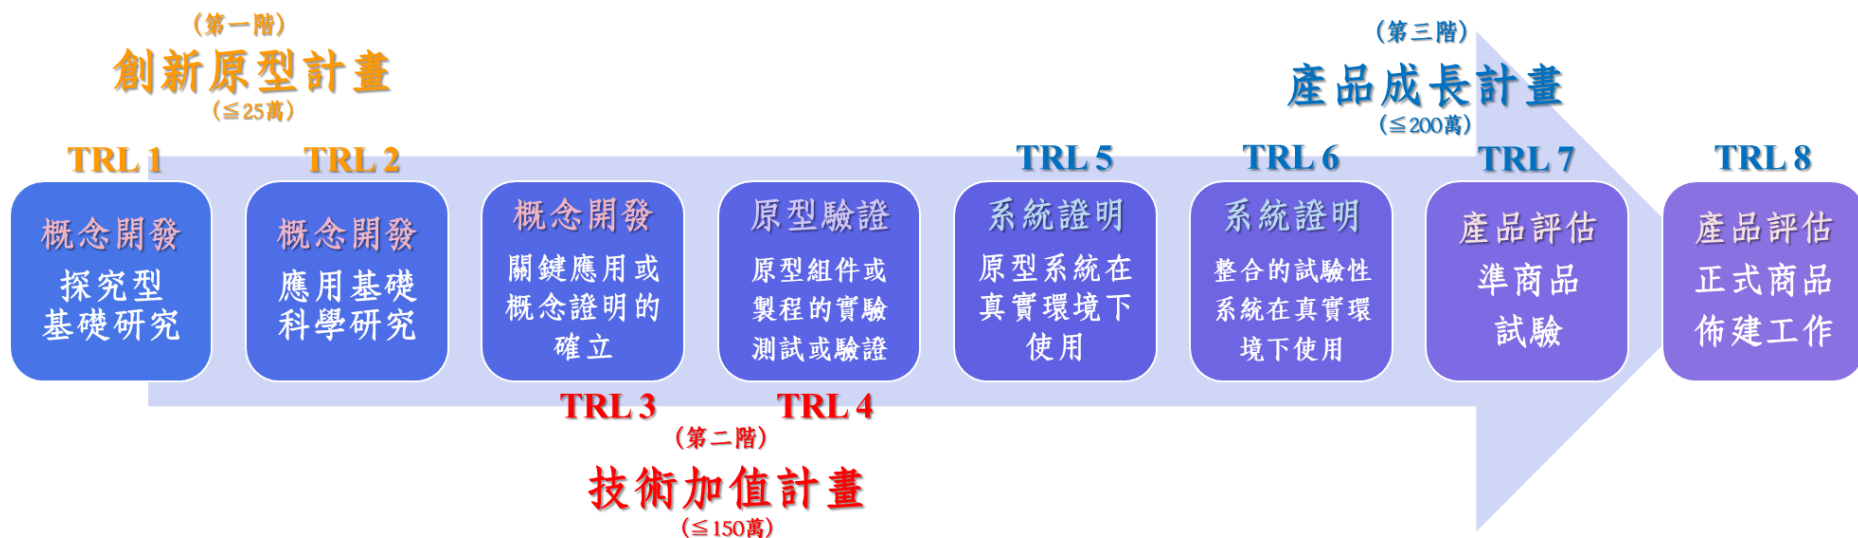 (第一階)
創新原型計畫
(≦25萬)
(第三階)
產品成長計畫
(≦200萬)
TRL 1
TRL 2
TRL 5
TRL 6
TRL 7
TRL 8
概念開發
探究型
基礎研究
概念開發
應用基礎
科學研究
概念開發
關鍵應用或
概念證明的
確立
原型驗證
原型組件或
製程的實驗
測試或驗證
系統證明
原型系統在
真實環境下
使用
系統證明
整合的試驗性
系統在真實環
境下使用
產品評估
準商品
試驗
產品評估
正式商品
佈建工作
TRL 3
TRL 4
(第二階)
技術加值計畫
(≦150萬)